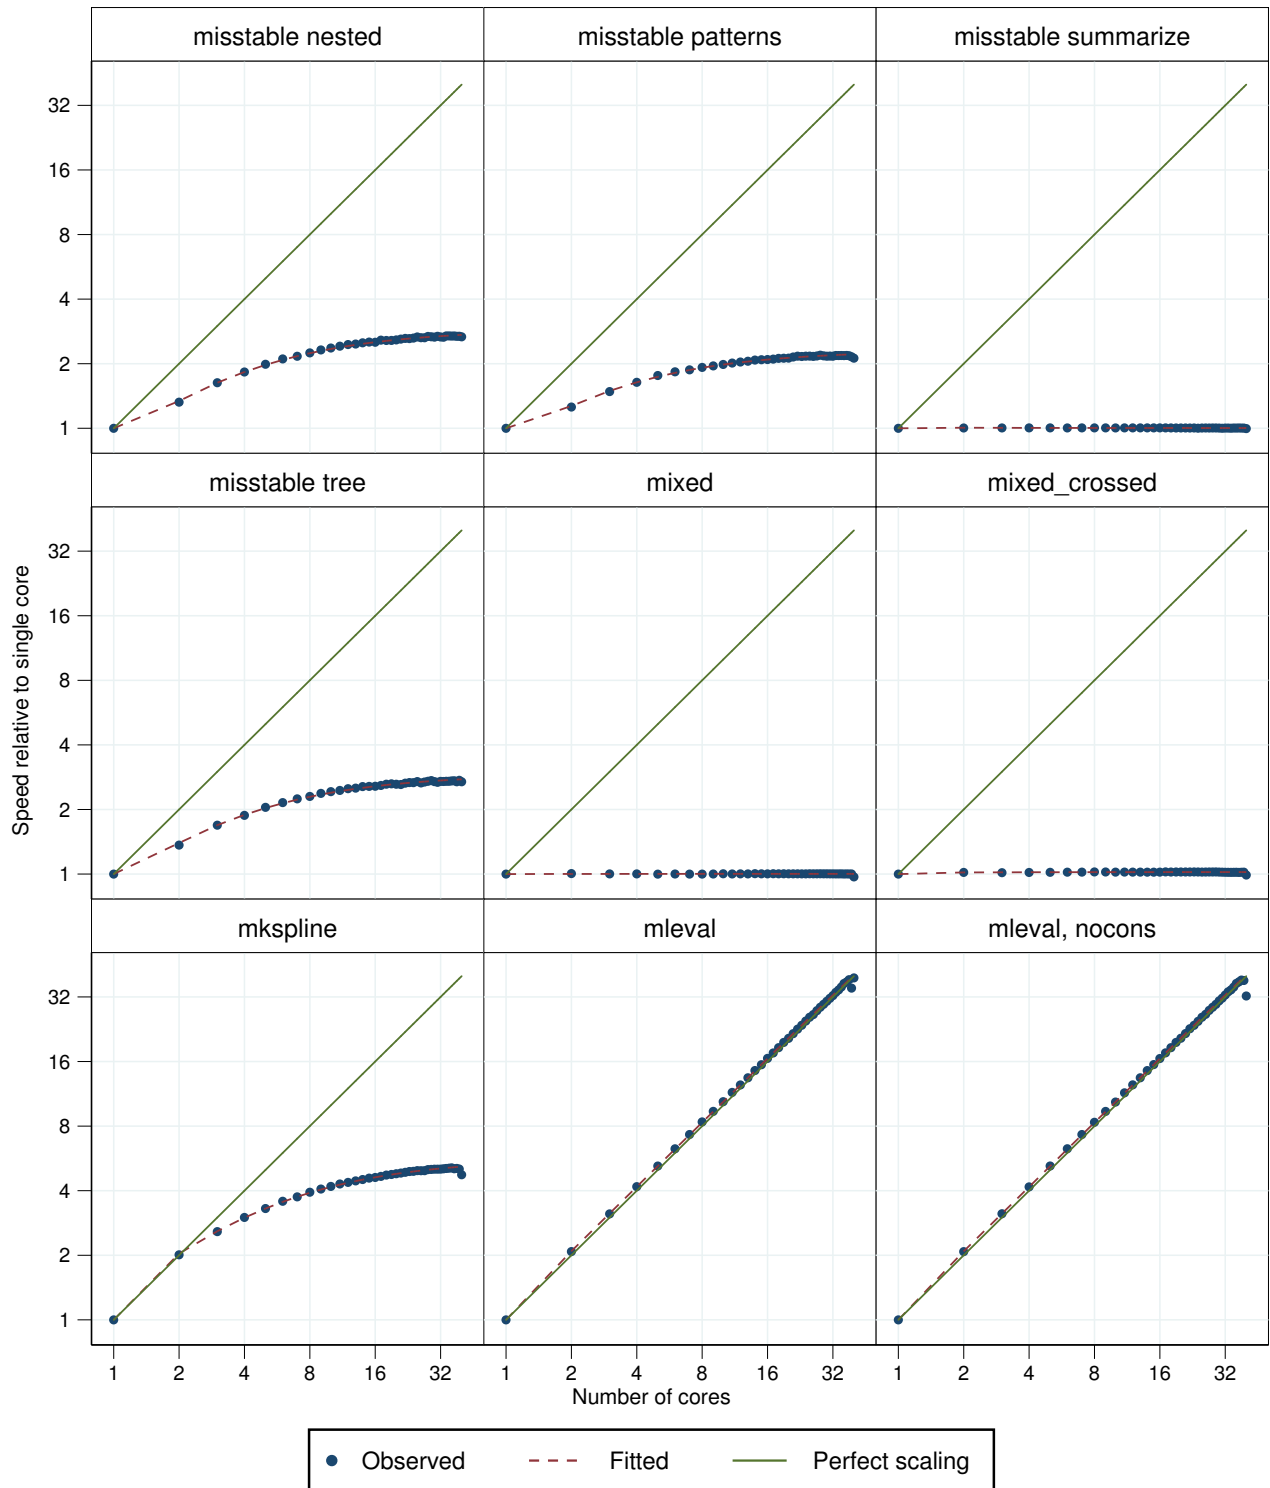 misstable nested misstable patterns misstable summarize
32
16
8
4
2
1
misstable tree mixed mixed_crossed
32
16
8
4
2
1
Speed relative to single core
mkspline mleval mleval, nocons
32
16
8
4
2
1
1 2 4 8 16 32 1 2 4 8 16 32 1 2 4 8 16 32
Number of cores
Observed Fitted Perfect scaling